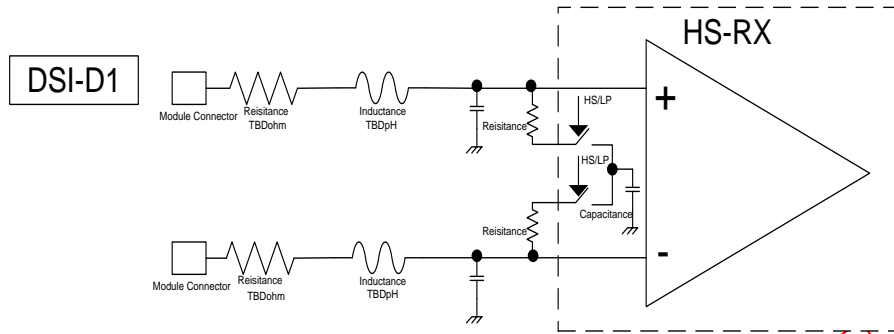 HS-RX
DSI-D1
Module Connector
Reisitance
TBDohm
Inductance
TBDpH
Reisitance
HS/LP
+
HS/LP
Reisitance
Capacitance
-
Module Connector
Reisitance
TBDohm
Inductance
TBDpH